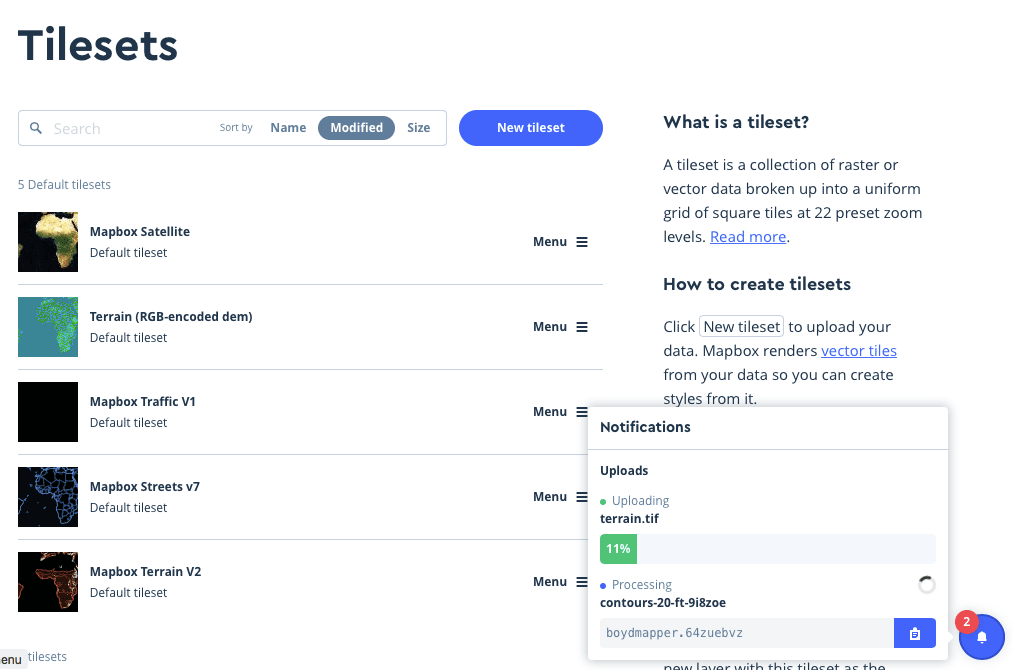 Tilesets
Search
Sort by Name Modified Size
New tileset
5 Default tilesets
Mapbox Satellite
Default tileset
Menu
Terrain (RGB-encoded dem)
Default tileset
Menu
Mapbox Traffic V1
Default tileset
Menu
Mapbox Streets v7
Default tileset
Menu
Mapbox Terrain V2
Default tileset
Menu
tilesets
enu
What is a tileset?
A tileset is a collection of raster or
vector data broken up into a uniform
grid of square tiles at 22 preset zoom
levels. Read more.
How to create tilesets
Click New tileset to upload your
data. Mapbox renders vector tiles
from your data so you can create
styles from it.
Notifications
Uploads
Uploading
terrain.tif
11%
Processing
contours-20-ft-9i8zoe
boydmapper.64zuebvz
2
new layer with this tileset as the